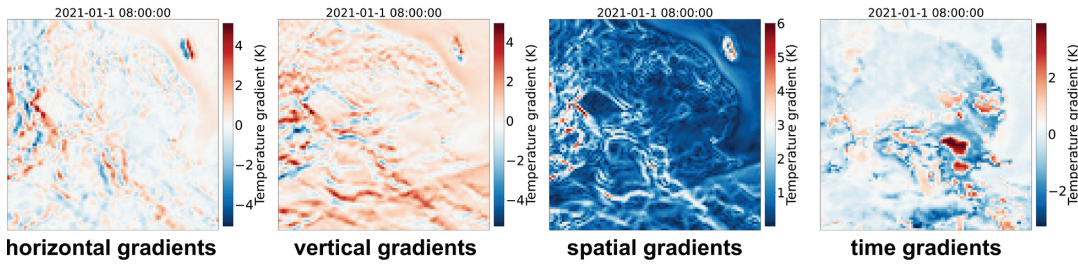 2021-01-1 08:00:00
4
2
0
−2
−4
Temperature gradient (K)
horizontal gradients
2021-01-1 08:00:00
4
2
0
−2
−4
Temperature gradient (K)
vertical gradients
2021-01-1 08:00:00
6
5
4
3
2
1
Temperature gradient (K)
spatial gradients
2021-01-1 08:00:00
2
0
−2
Temperature gradient (K)
time gradients